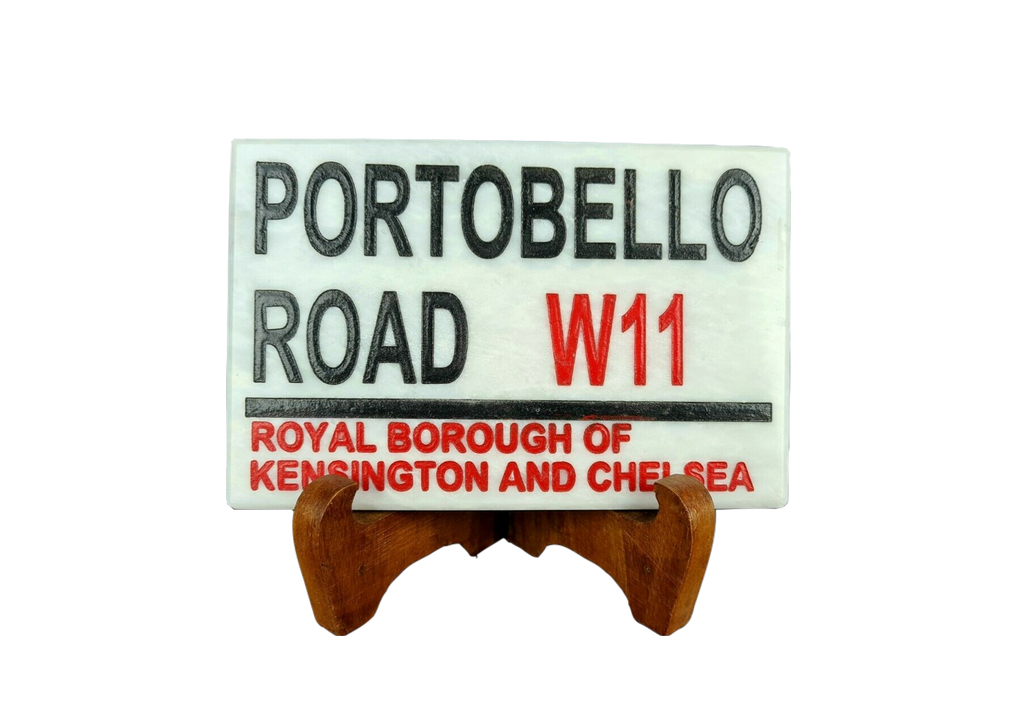 PORTOBELLO
ROAD W11
ROYAL BOROUGH OF
KENSINGTON AND CHELSEA